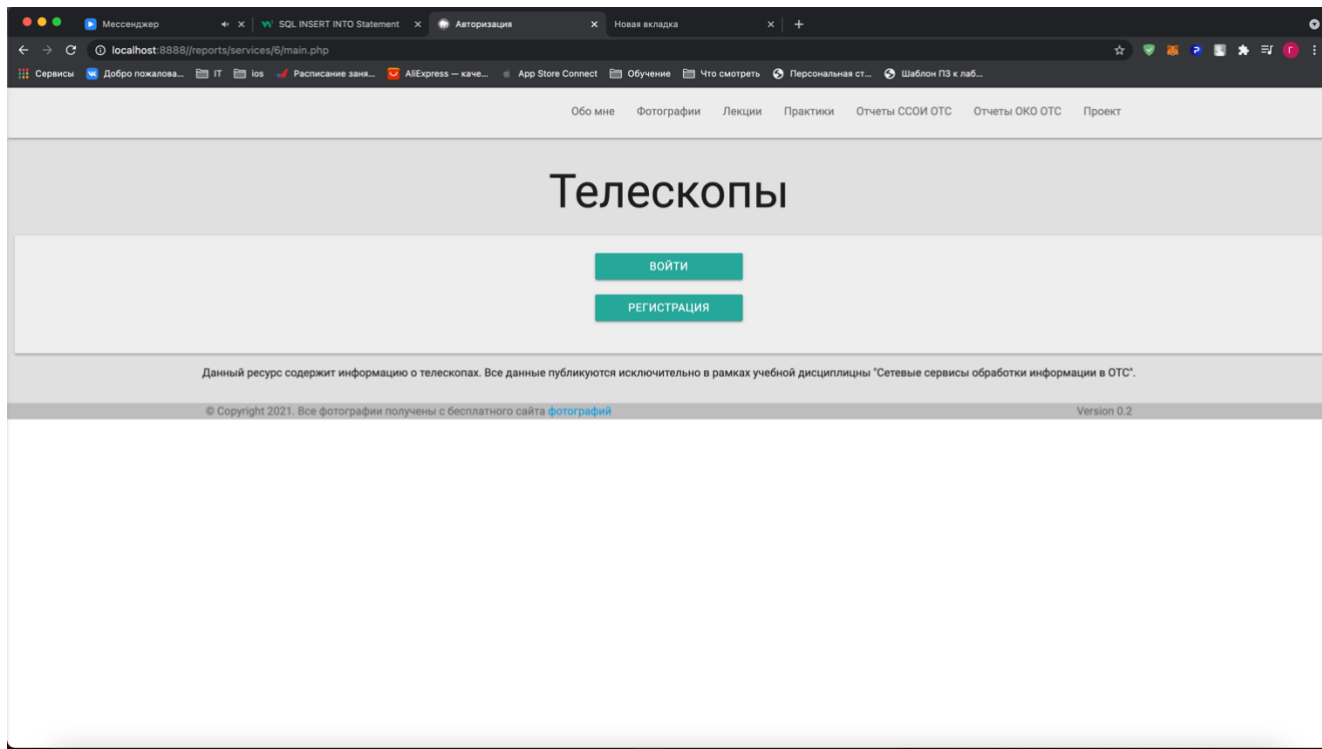 Мессенджер SQL INSERT INTO Statement Авторизация Новая вкладка
localhost:8888//reports/services/6/main.php
Сервисы Добро пожалова... IT ios Расписание заня... AliExpress — каче... App Store Connect Обучение Что смотреть Персональная ст... Шаблон ПЗ к лаб...
Обо мне Фотографии Лекции Практики Отчеты ССОИ ОТС Отчеты ОКО ОТС Проект
Телескопы
ВОЙТИ
РЕГИСТРАЦИЯ
Данный ресурс содержит информацию о телескопах. Все данные публикуются исключительно в рамках учебной дисциплицны "Сетевые сервисы обработки информации в ОТС".
© Copyright 2021. Все фотографии получены с бесплатного сайта фотографий Version 0.2